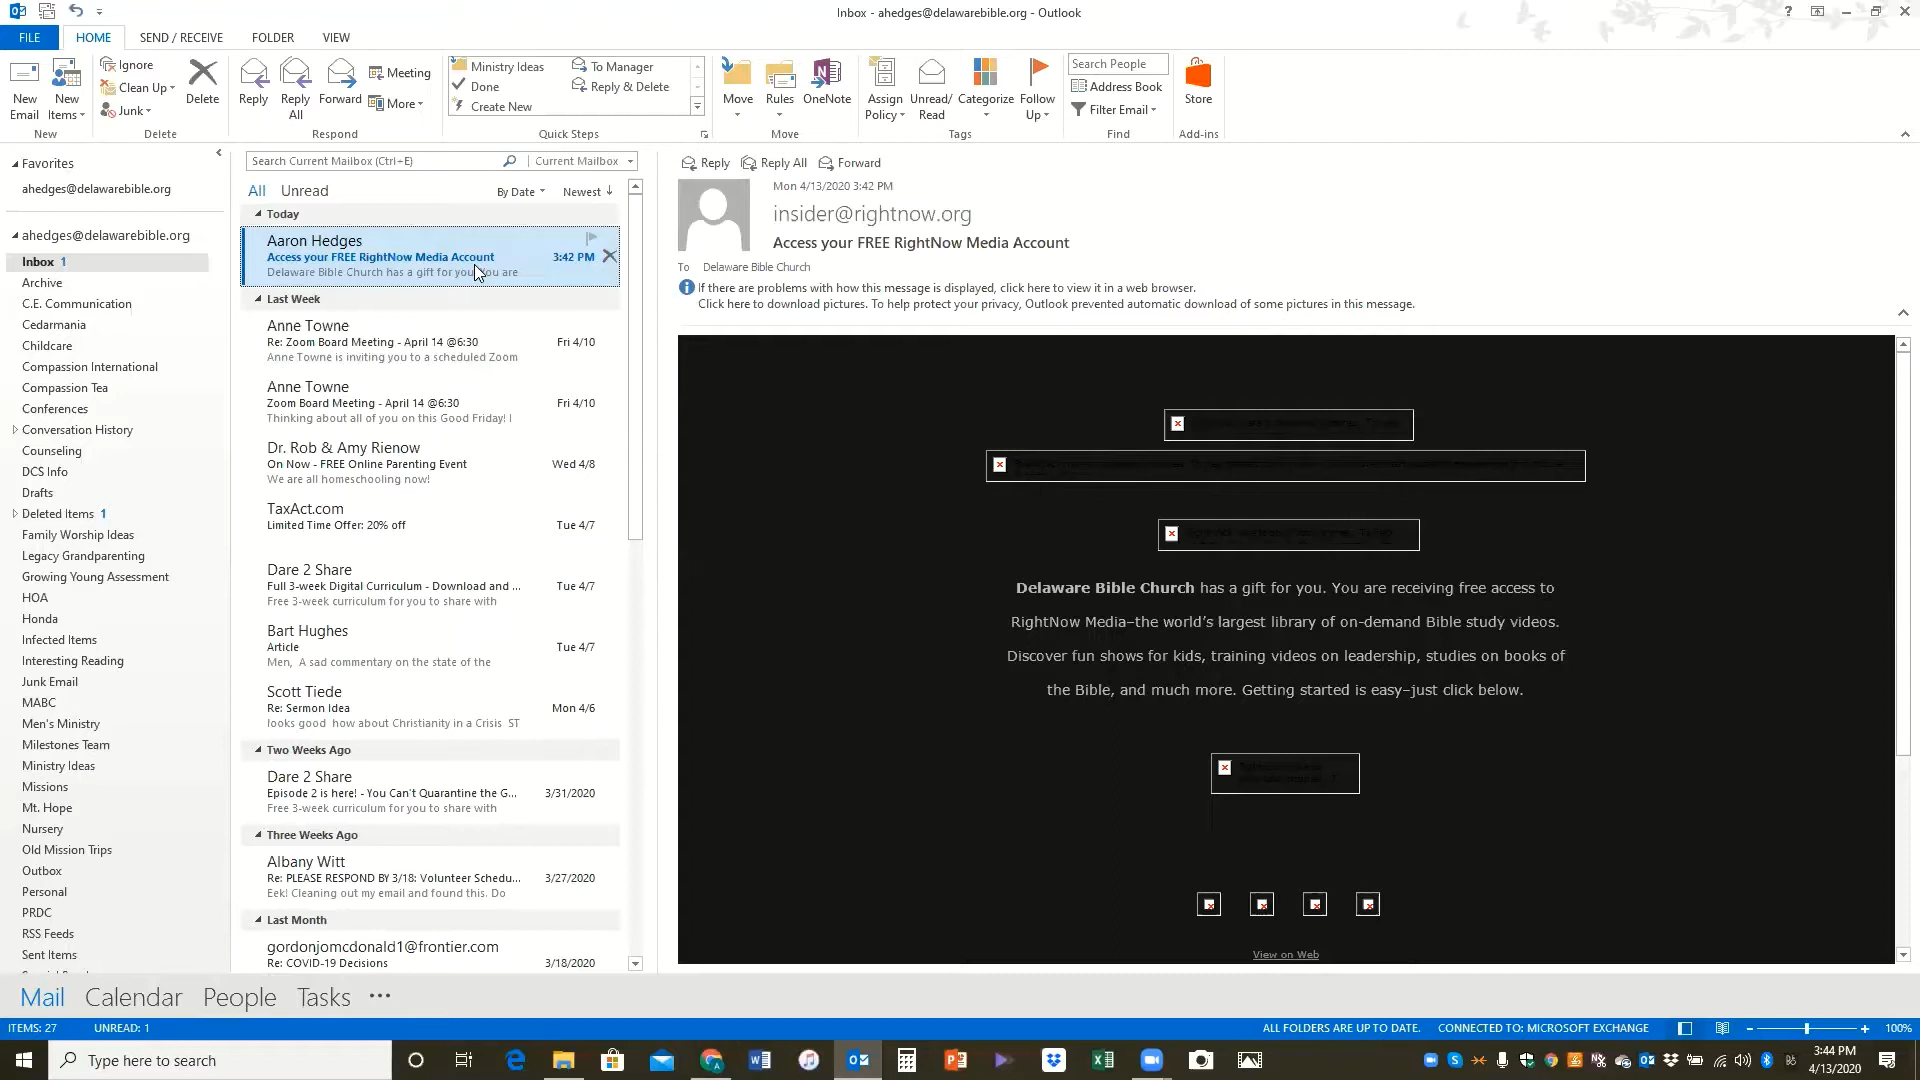 Inbox - ahedges@delawarebible.org - Outlook
FILE
HOME
SEND / RECEIVE
FOLDER
VIEW
New Email
New Items
New
Ignore
Clean Up
Junk
Delete
Delete
Reply
Reply All
Forward
Meeting
More
Respond
Ministry Ideas
To Manager
Done
Reply & Delete
Create New
Quick Steps
Move
Rules
OneNote
Move
Assign Policy
Unread/ Read
Categorize
Follow Up
Tags
Search People
Address Book
Filter Email
Find
Store
Add-ins
Favorites
ahedges@delawarebible.org
ahedges@delawarebible.org
Inbox 1
Archive
C.E. Communication
Cedarmania
Childcare
Compassion International
Compassion Tea
Conferences
Conversation History
Counseling
DCS Info
Drafts
Deleted Items 1
Family Worship Ideas
Legacy Grandparenting
Growing Young Assessment
HOA
Honda
Infected Items
Interesting Reading
Junk Email
MABC
Men's Ministry
Milestones Team
Ministry Ideas
Missions
Mt. Hope
Nursery
Old Mission Trips
Outbox
Personal
PRDC
RSS Feeds
Sent Items
Search Current Mailbox (Ctrl+E)
Current Mailbox
All Unread
By Date
Newest
Today
Aaron Hedges
Access your FREE RightNow Media Account 3:42 PM
Delaware Bible Church has a gift for you. You are
Last Week
Anne Towne
Re: Zoom Board Meeting - April 14 @6:30 Fri 4/10
Anne Towne is inviting you to a scheduled Zoom
Anne Towne
Zoom Board Meeting - April 14 @6:30 Fri 4/10
Thinking about all of you on this Good Friday! I
Dr. Rob & Amy Rienow
On Now - FREE Online Parenting Event Wed 4/8
We are all homeschooling now!
TaxAct.com
Limited Time Offer: 20% off Tue 4/7
Dare 2 Share
Full 3-week Digital Curriculum - Download and ... Tue 4/7
Free 3-week curriculum for you to share with
Bart Hughes
Article Tue 4/7
Men, A sad commentary on the state of the
Scott Tiede
Re: Sermon Idea Mon 4/6
looks good how about Christianity in a Crisis ST
Two Weeks Ago
Dare 2 Share
Episode 2 is here! - You Can't Quarantine the G... 3/31/2020
Free 3-week curriculum for you to share with
Three Weeks Ago
Albany Witt
Re: PLEASE RESPOND BY 3/18: Volunteer Schedu... 3/27/2020
Eek! Cleaning out my email and found this. Do
Last Month
gordonjomcdonald1@frontier.com
Re: COVID-19 Decisions 3/18/2020
Reply Reply All Forward
Mon 4/13/2020 3:42 PM
insider@rightnow.org
Access your FREE RightNow Media Account
To Delaware Bible Church
If there are problems with how this message is displayed, click here to view it in a web browser.
Click here to download pictures. To help protect your privacy, Outlook prevented automatic download of some pictures in this message.
Delaware Bible Church has a gift for you. You are receiving free access to
RightNow Media–the world’s largest library of on-demand Bible study videos.
Discover fun shows for kids, training videos on leadership, studies on books of
the Bible, and much more. Getting started is easy–just click below.
View on Web
Mail Calendar People Tasks ...
ITEMS: 27 UNREAD: 1
ALL FOLDERS ARE UP TO DATE. CONNECTED TO: MICROSOFT EXCHANGE 100%
Type here to search
3:44 PM
4/13/2020